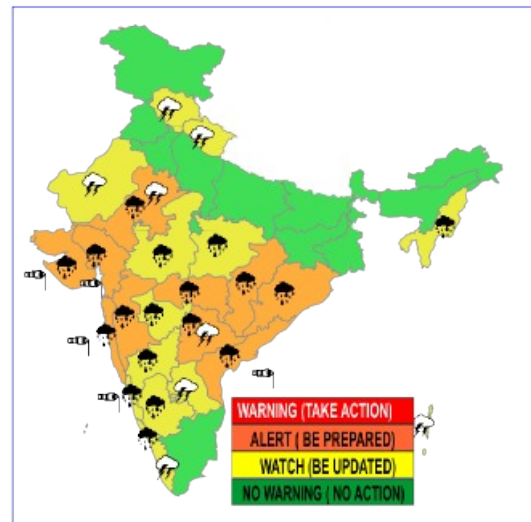 WARNING (TAKE ACTION)
ALERT ( BE PREPARED)
WATCH (BE UPDATED)
NO WARNING ( NO ACTION)